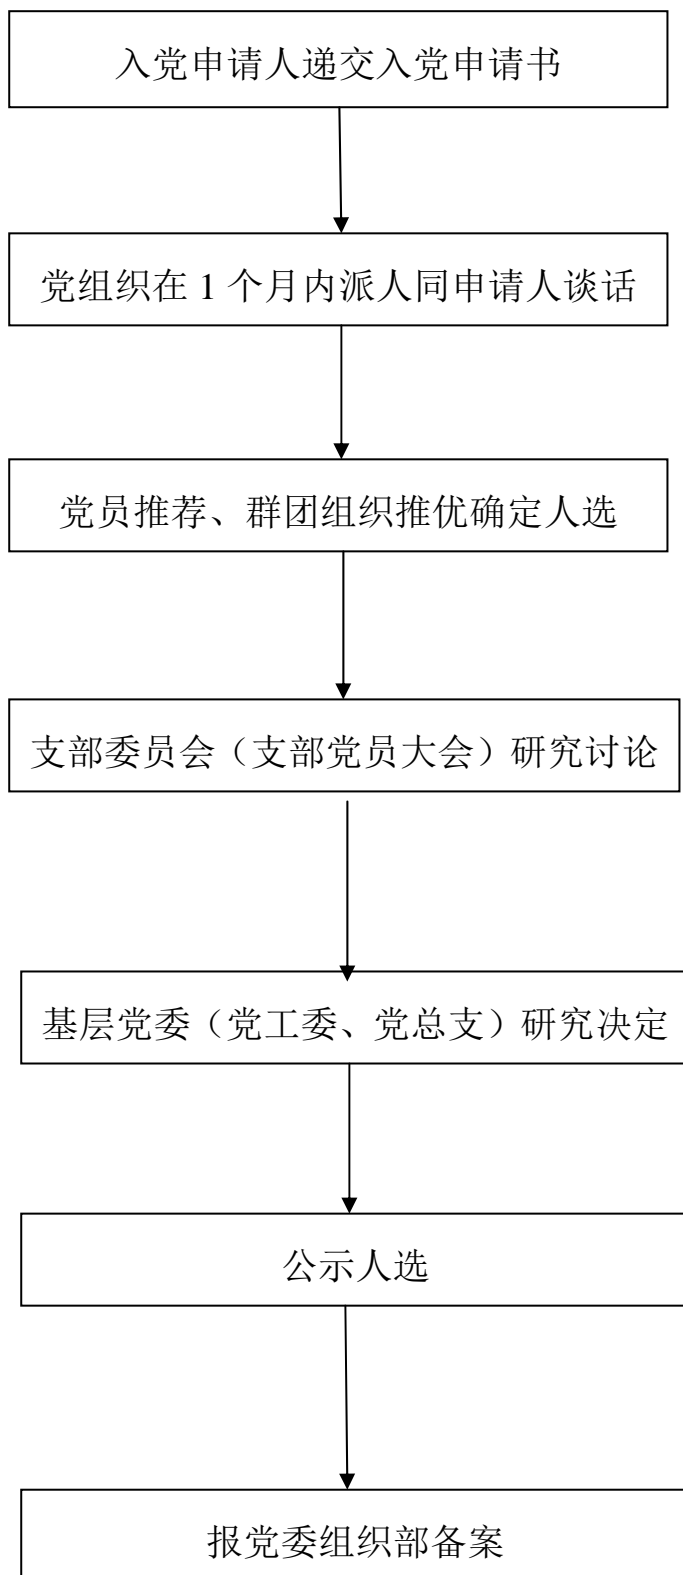 入党申请人递交入党申请书
党组织在 1 个月内派人同申请人谈话
党员推荐、群团组织推优确定人选
支部委员会（支部党员大会）研究讨论
基层党委（党工委、党总支）研究决定
公示人选
报党委组织部备案